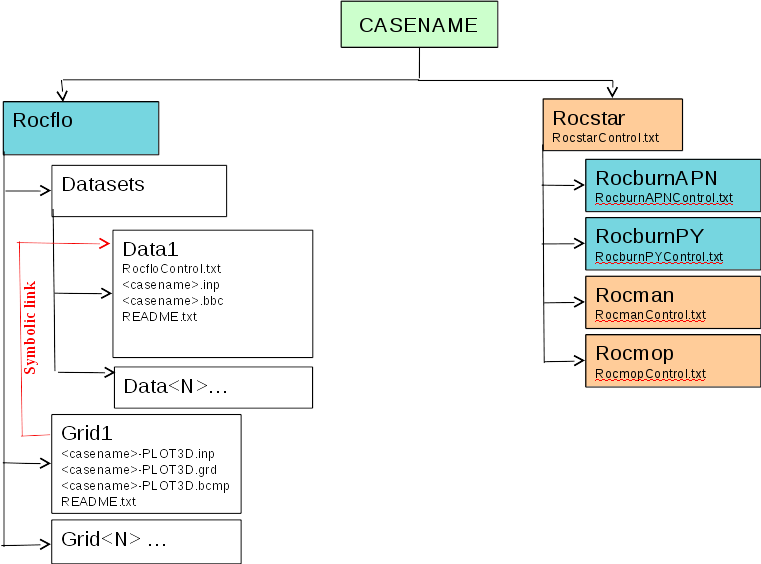 CASENAME
Rocflo
Datasets
Data1
RocfloControl.txt
<casename>.inp
<casename>.bbc
README.txt
Symbolic link
Data<N>...
Grid1
<casename>-PLOT3D.inp
<casename>-PLOT3D.grd
<casename>-PLOT3D.bcmp
README.txt
Grid<N> ...
Rocstar
RocstarControl.txt
RocburnAPN
RocburnAPNControl.txt
RocburnPY
RocburnPYControl.txt
Rocman
RocmanControl.txt
Rocmop
RocmopControl.txt